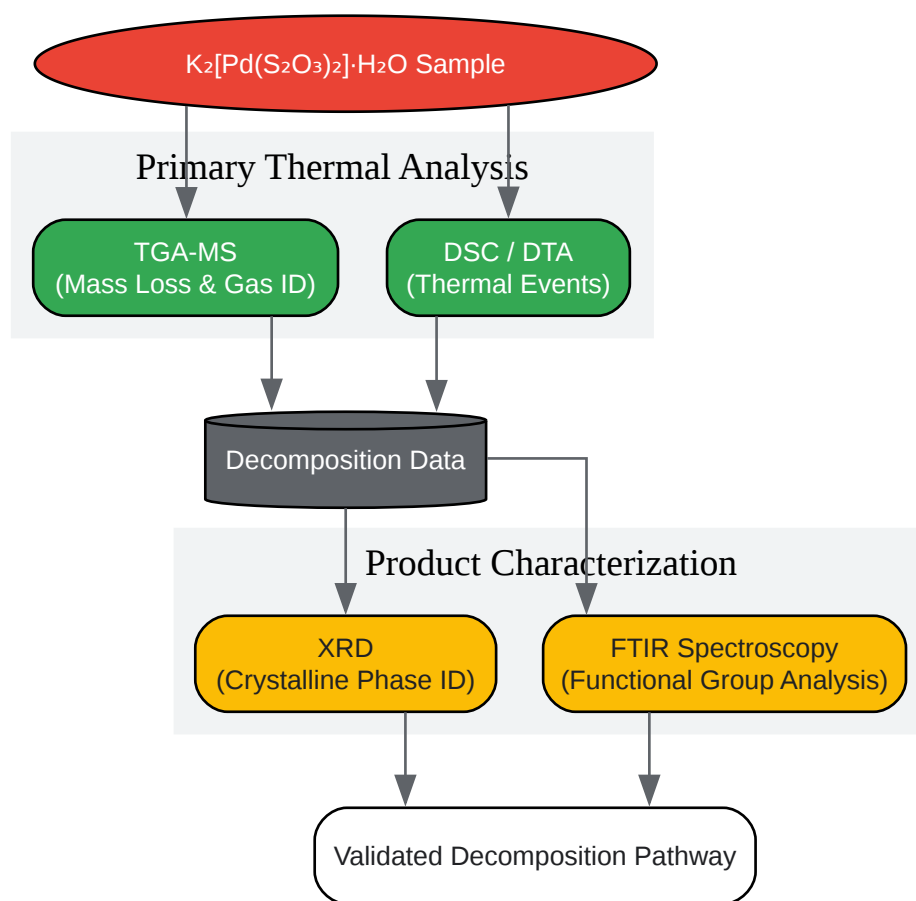 K₂[Pd(S₂O₃)₂]·H₂O Sample
Primary Thermal Analysis
TGA-MS
(Mass Loss & Gas ID)
DSC / DTA
(Thermal Events)
Decomposition Data
Product Characterization
XRD
(Crystalline Phase ID)
FTIR Spectroscopy
(Functional Group Analysis)
Validated Decomposition Pathway